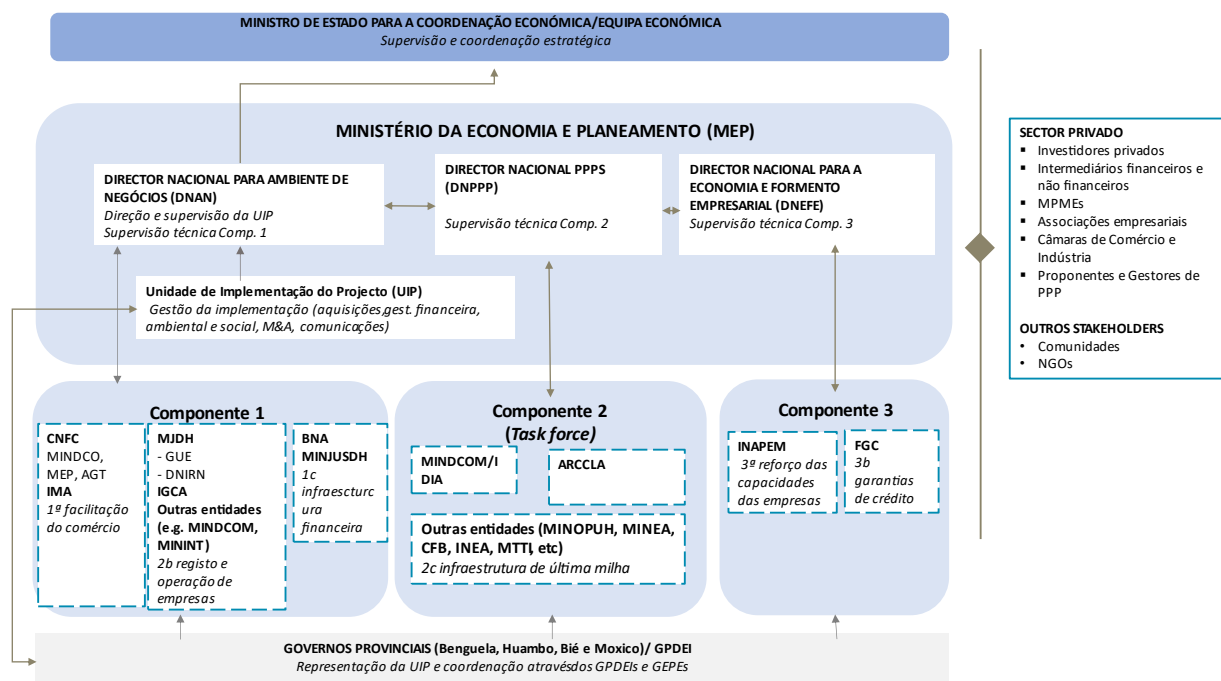 MINISTRO DE ESTADO PARA A COORDENAÇÃO ECONÓMICA/EQUIPA ECONÓMICA
Supervisão e coordenação estratégica
MINISTÉRIO DA ECONOMIA E PLANEAMENTO (MEP)
DIRECTOR NACIONAL PARA AMBIENTE DE
NEGÓCIOS (DNAN)
Direção e supervisão da UIP
Supervisão técnica Comp. 1
DIRECTOR NACIONAL PPPS
(DNPPP)
Supervisão técnica Comp. 2
DIRECTOR NACIONAL PARA A
ECONOMIA E FORMENTO
EMPRESARIAL (DNEFE)
Supervisão técnica Comp. 3
Unidade de Implementação do Projecto (UIP)
Gestão da implementação (aquisições,gest. financeira,
ambiental e social, M&A, comunicações)
Componente 1
CNFC
MINDCO,
MEP, AGT
IMA
1ª facilitação
do comércio
MJDH
- GUE
- DNIRN
IGCA
Outras entidades
(e.g. MINDCOM,
MININT)
2b registo e
operação de
empresas
BNA
MINJUSDH
1c
infraescturc
ura financeira
Componente 2
(Task force)
MINDCOM/I
DIA
ARCCLA
Outras entidades (MINOPUH, MINEA,
CFB, INEA, MTTI, etc)
2c infraestrutura de última milha
Componente 3
INAPEM
3ª reforço das
capacidades
das empresas
FGC
3b
garantias
de crédito
GOVERNOS PROVINCIAIS (Benguela, Huambo, Bié e Moxico)/ GPDEI
Representação da UIP e coordenação atravésdos GPDEIs e GEPEs
SECTOR PRIVADO
▪ Investidores privados
▪ Intermediários financeiros e
não financeiros
▪ MPMEs
▪ Associações empresariais
▪ Câmaras de Comércio e
Indústria
▪ Proponentes e Gestores de
PPP
OUTROS STAKEHOLDERS
• Comunidades
• NGOs